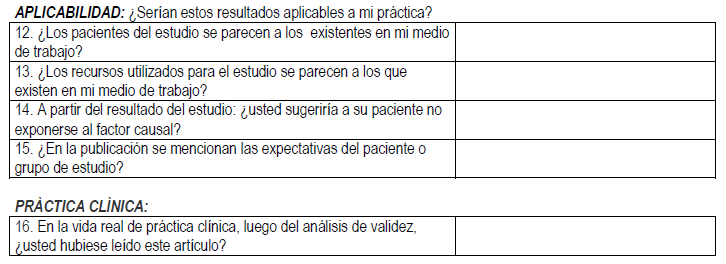 APLICABILIDAD: ¿Serían estos resultados aplicables a mi práctica?
12. ¿Los pacientes del estudio se parecen a los existentes en mi medio
de trabajo?
13. ¿Los recursos utilizados para el estudio se parecen a los que
existen en mi medio de trabajo?
14. A partir del resultado del estudio: ¿usted sugeriría a su paciente no
exponerse al factor causal?
15. ¿En la publicación se mencionan las expectativas del paciente o
grupo de estudio?
PRÀCTICA CLÌNICA:
16. En la vida real de práctica clínica, luego del análisis de validez,
¿usted hubiese leído este artículo?